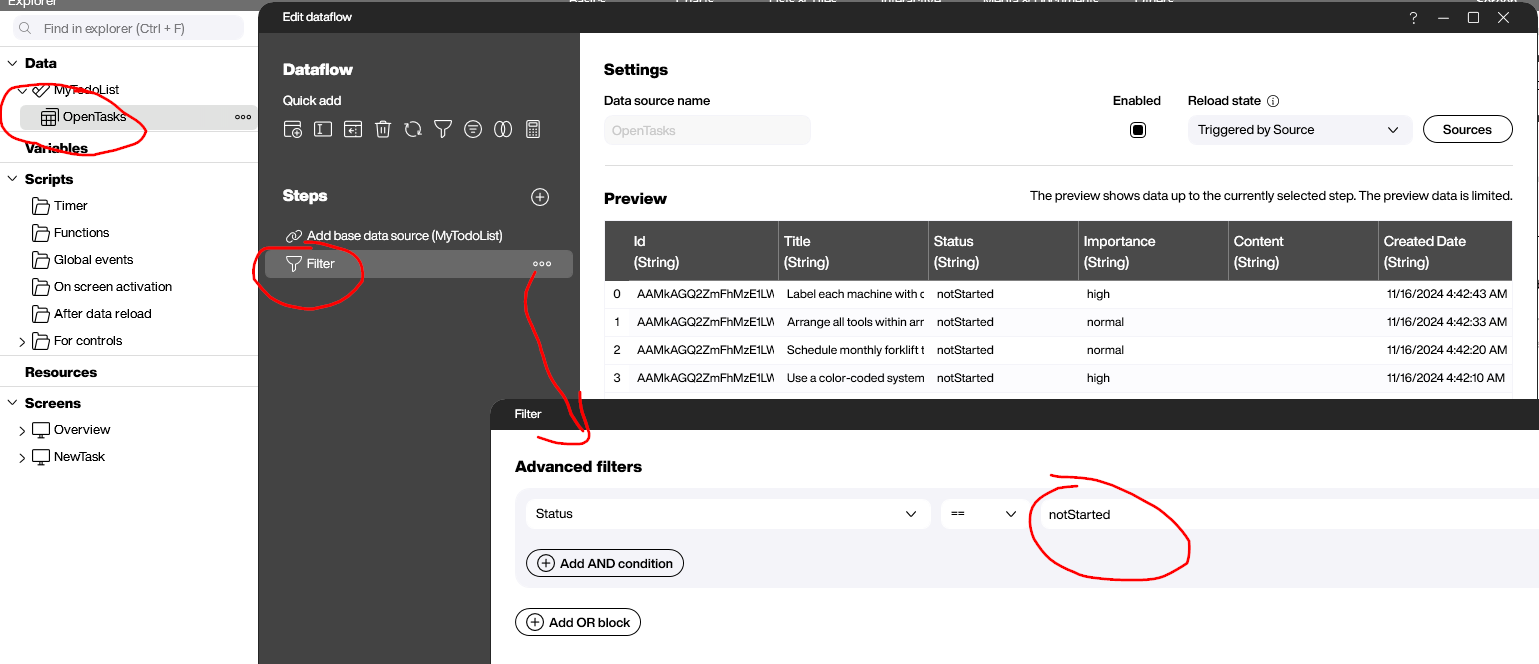 Explorer
Edit dataflow
Find in explorer (Ctrl + F)
Data
MyTodoList
OpenTasks
Variables
Scripts
Timer
Functions
Global events
On screen activation
After data reload
For controls
Resources
Screens
Overview
NewTask
Dataflow
Quick add
Steps
Add base data source (MyTodoList)
Filter
Settings
Data source name
Enabled
Reload state
OpenTasks
Triggered by Source
Sources
Preview
The preview shows data up to the currently selected step. The preview data is limited.
Id Title Status Importance Content Created Date
(String) (String) (String) (String) (String) (String)
0 AAMkAGQ2ZmFhMzE1LW Label each machine with c notStarted high 11/16/2024 4:42:43 AM
1 AAMkAGQ2ZmFhMzE1LW Arrange all tools within arr notStarted normal 11/16/2024 4:42:33 AM
2 AAMkAGQ2ZmFhMzE1LW Schedule monthly forklift t notStarted normal 11/16/2024 4:42:20 AM
3 AAMkAGQ2ZmFhMzE1LW Use a color-coded system notStarted high 11/16/2024 4:42:10 AM
Filter
Advanced filters
Status == notStarted
Add AND condition
Add OR block